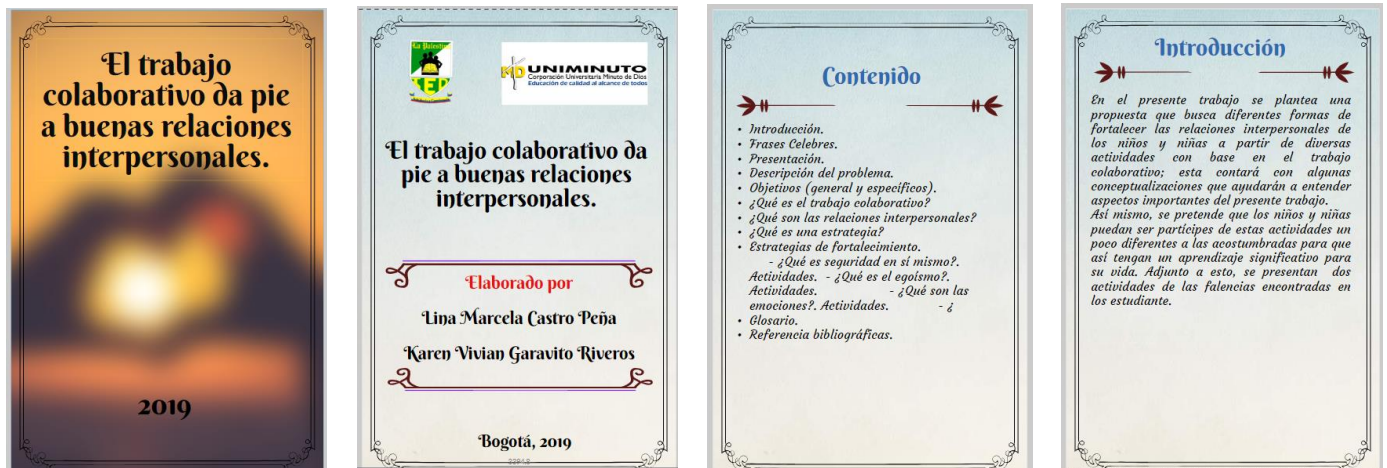 El trabajo
colaborativo da pie
a buenas relaciones
interpersonales.
2019
La Palestina
IEP
UNIMINUTO
Corporación Universitaria Minuto de Dios
Educación de calidad al alcance de todos
El trabajo colaborativo da
pie a buenas relaciones
interpersonales.
Elaborado por
Lina Marcela Castro Peña
Karen Vivian Garavito Riveros
Bogotá, 2019
Contenido
• Introducción.
• Frases Celebres.
• Presentación.
• Descripción del problema.
• Objetivos (general y específicos).
• ¿Qué es el trabajo colaborativo?
• ¿Qué son las relaciones interpersonales?
• ¿Qué es una estrategia?
• Estrategias de fortalecimiento.
- ¿Qué es seguridad en sí mismo?.
Actividades. - ¿Qué es el egoísmo?.
Actividades. - ¿Qué son las
emociones?. Actividades. - ¿
• Glosario.
• Referencia bibliográficas.
Introducción
En el presente trabajo se plantea una
propuesta que busca diferentes formas de
fortalecer las relaciones interpersonales de
los niños y niñas a partir de diversas
actividades con base en el trabajo
colaborativo; esta contará con algunas
conceptualizaciones que ayudarán a entender
aspectos importantes del presente trabajo.
Así mismo, se pretende que los niños y niñas
puedan ser partícipes de estas actividades un
poco diferentes a las acostumbradas para que
así tengan un aprendizaje significativo para
su vida. Adjunto a esto, se presentan dos
actividades de las falencias encontradas en
los estudiante.